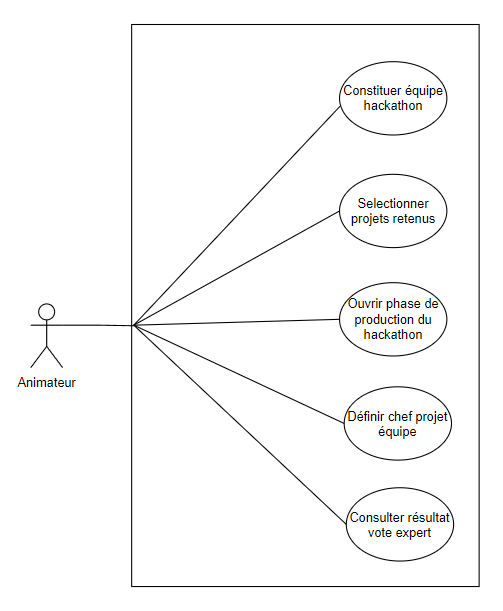 Constituer équipe
hackathon
Selectionner
projets retenus
Ouvrir phase de
production du
hackathon
Animateur
Définir chef projet
équipe
Consulter résultat
vote expert